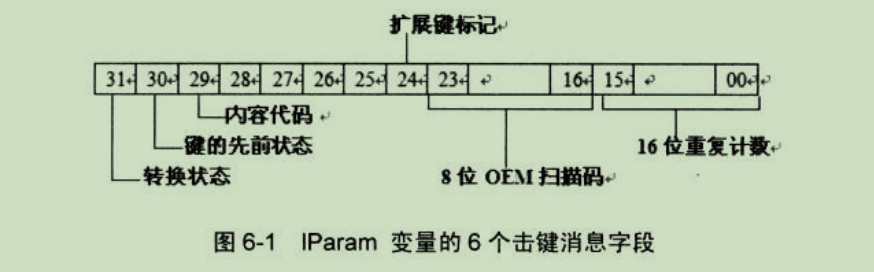 扩展键标记
31 30 29 28 27 26 25 24 23 16 15 00
内容代码
键的先前状态
16 位重复计数
转换状态
8 位 OEM 扫描码
图 6-1 lParam 变量的 6 个击键消息字段